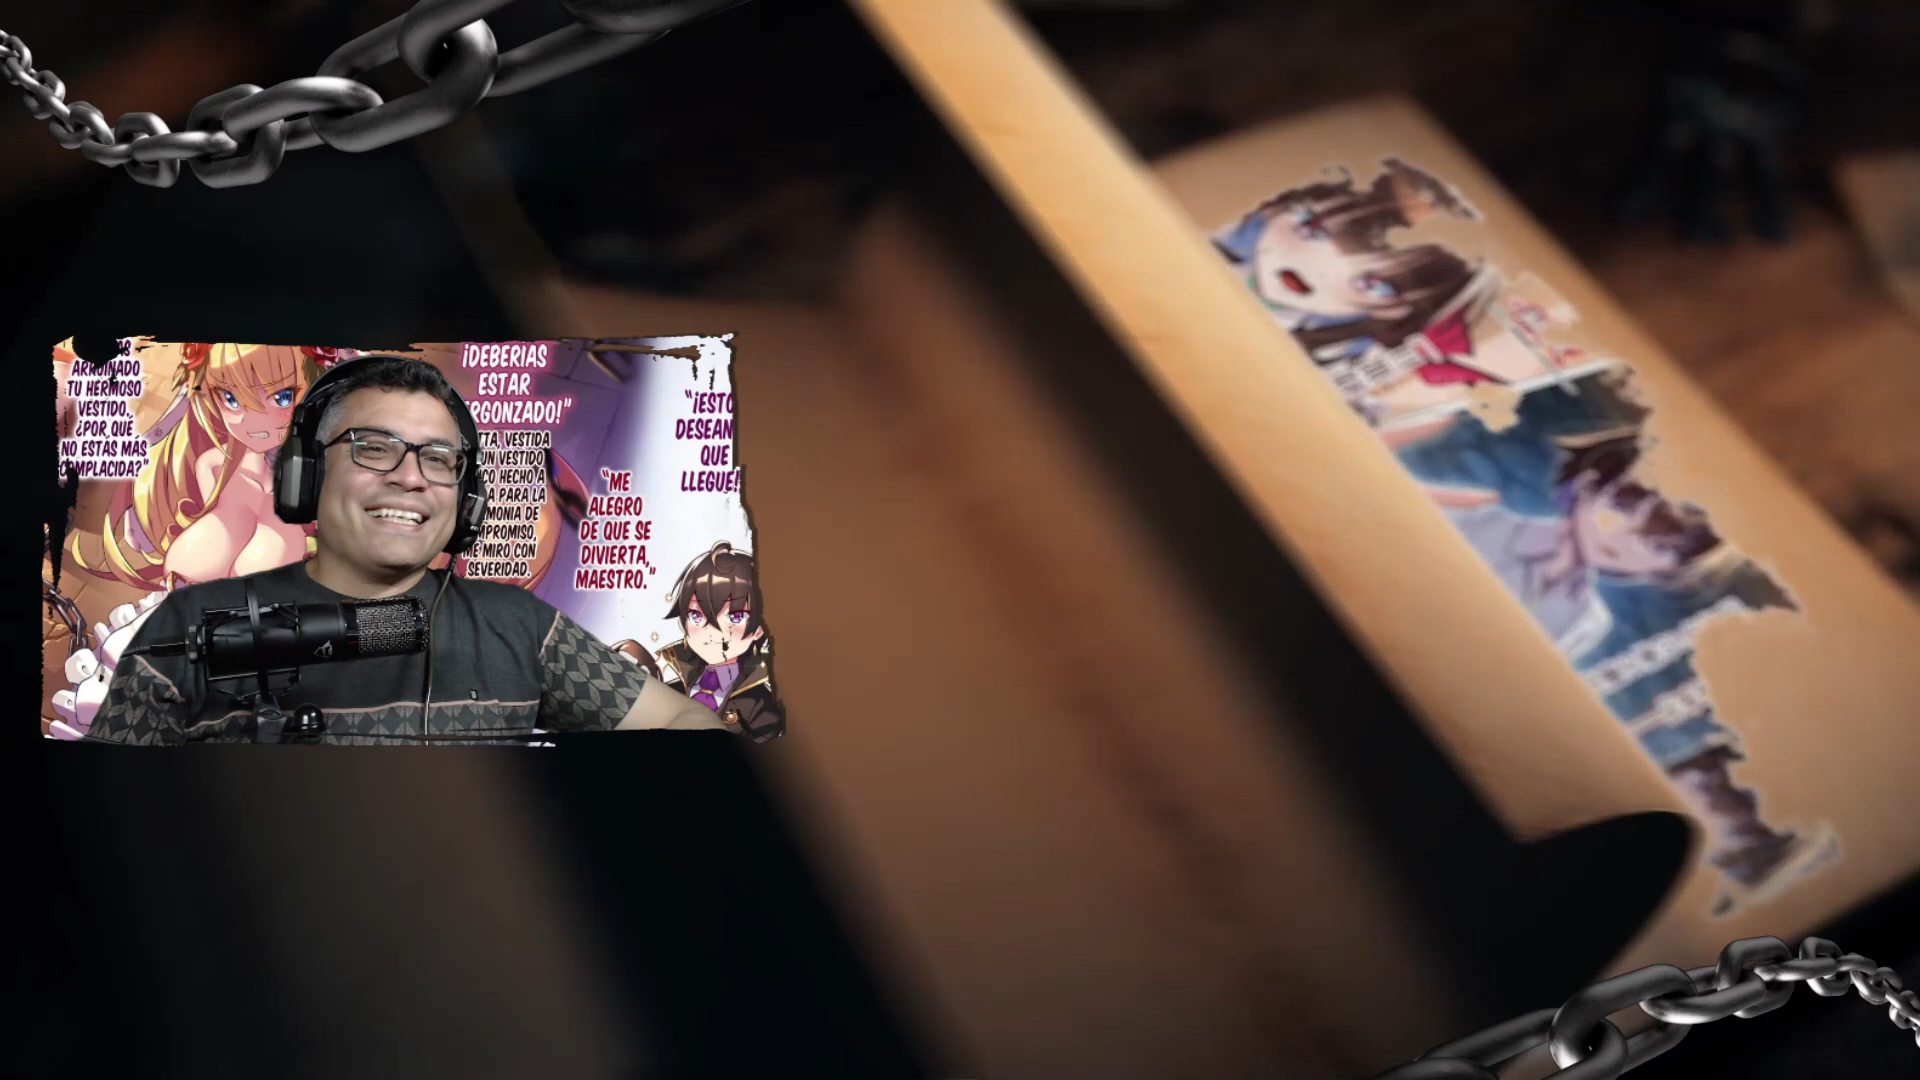 ARRUINADO
TU HERMOSO
VESTIDO.
¿POR QUÉ
NO ESTÁS MÁS
COMPLACIDA?"
¡DEBERÍAS
ESTAR
RGONZADO!"
TTA, VESTIDA
UN VESTIDO
CO HECHO A
A PARA LA
MONIA DE
MPROMISO,
ME MIRO CON
SEVERIDAD.
"ME
ALEGRO
DE QUE SE
DIVIERTA,
MAESTRO."
"¡ESTO
DESEAN
QUE
LLEGUE!